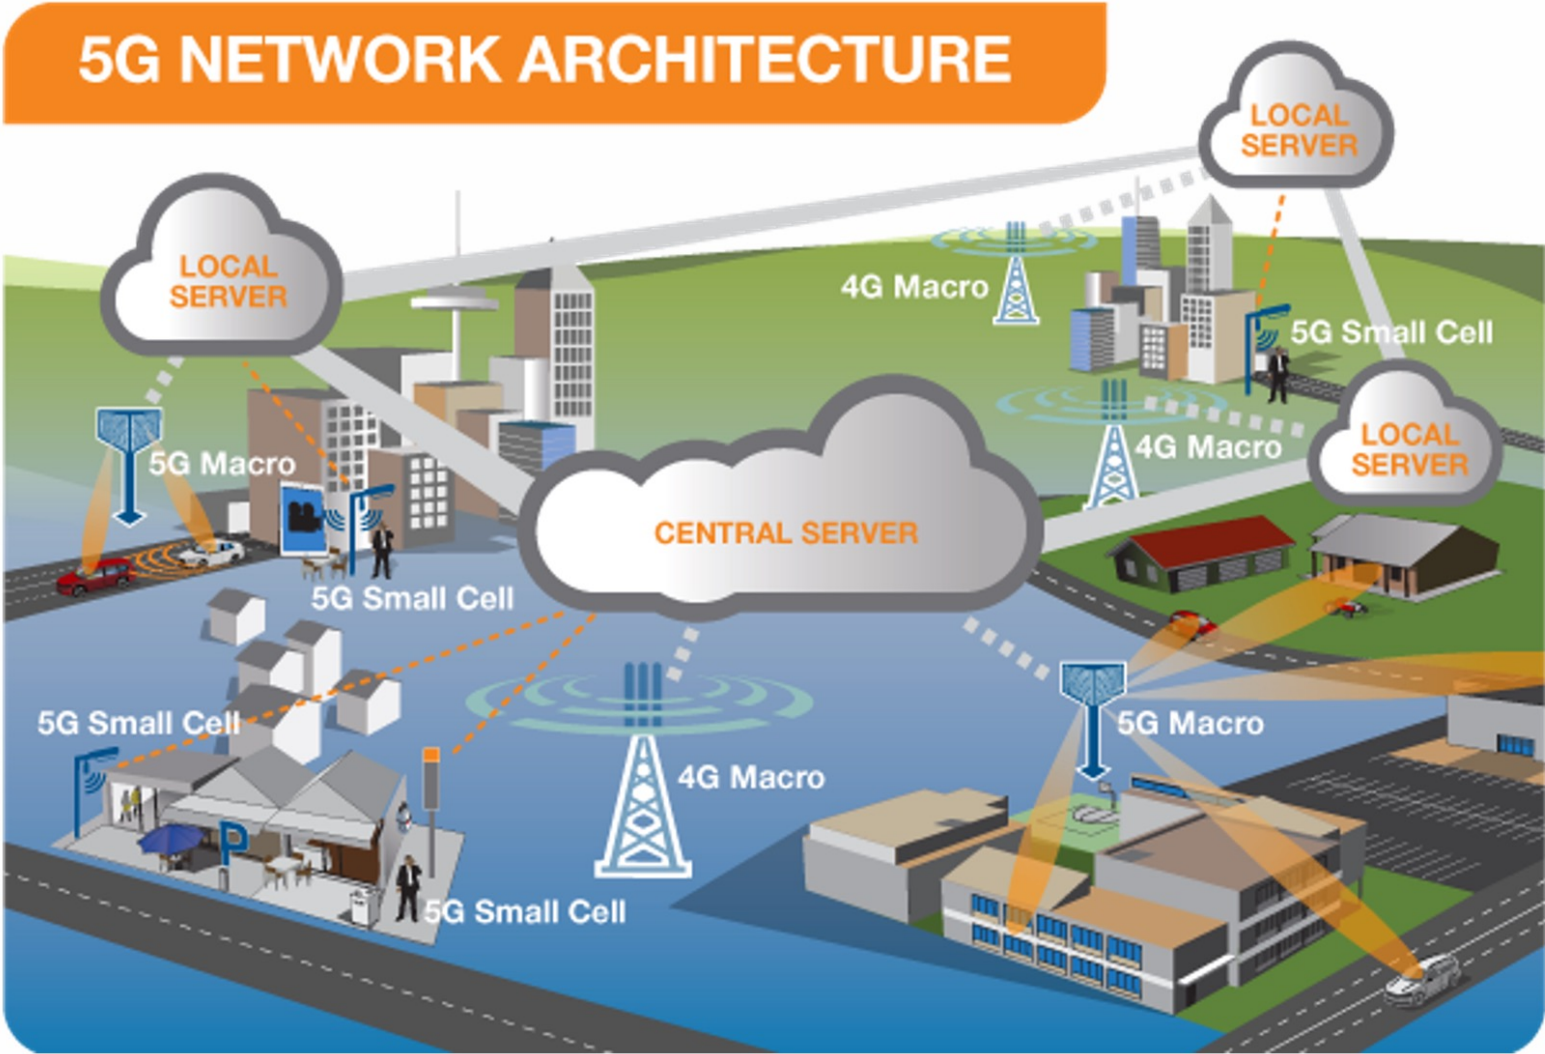 5G NETWORK ARCHITECTURE
LOCAL
SERVER
LOCAL
SERVER
4G Macro
5G Small Cell
5G Macro
4G Macro
LOCAL
SERVER
CENTRAL SERVER
5G Small Cell
5G Small Cell
4G Macro
5G Macro
P
5G Small Cell